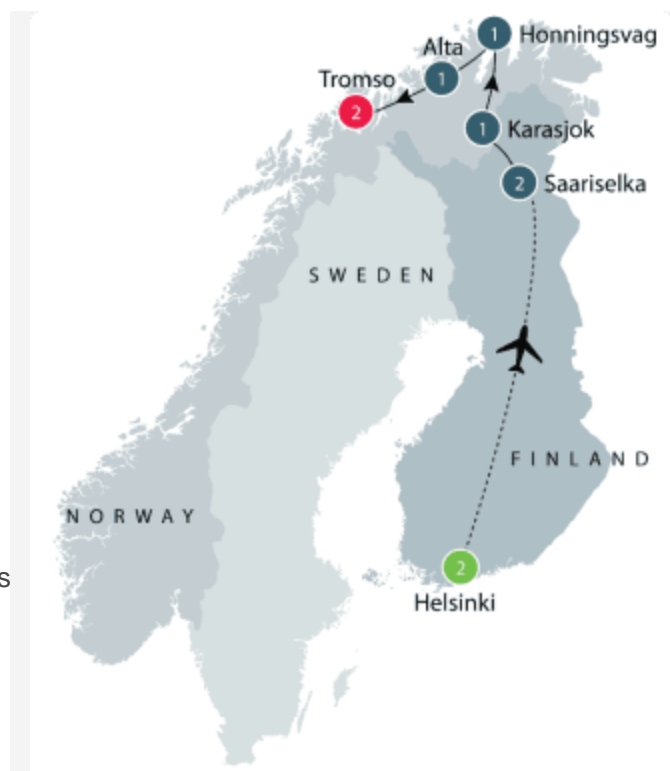 1 Honningsvag
Alta
1
Tromso
2
1 Karasjok
2 Saariselka
SWEDEN
FINLAND
NORWAY
s
2
Helsinki